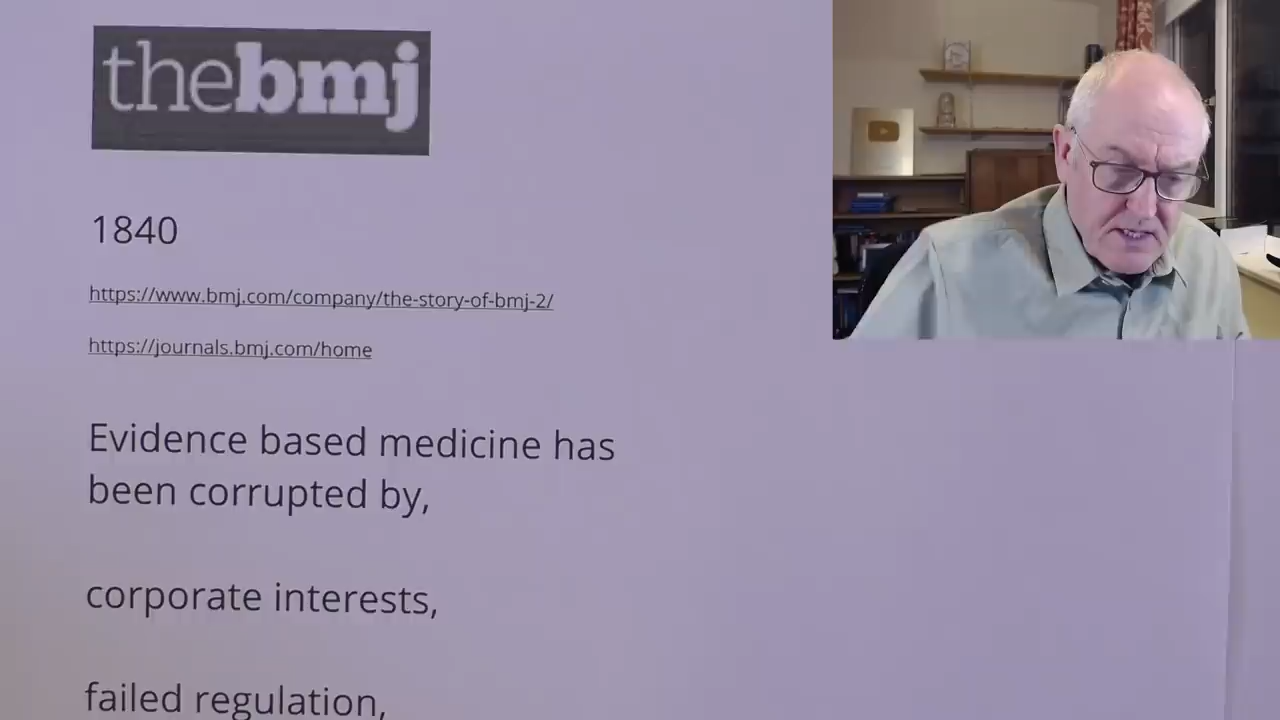 thebmj
1840
https://www.bmj.com/company/the-story-of-bmj-2/
https://journals.bmj.com/home
Evidence based medicine has
been corrupted by,
corporate interests,
failed regulation,